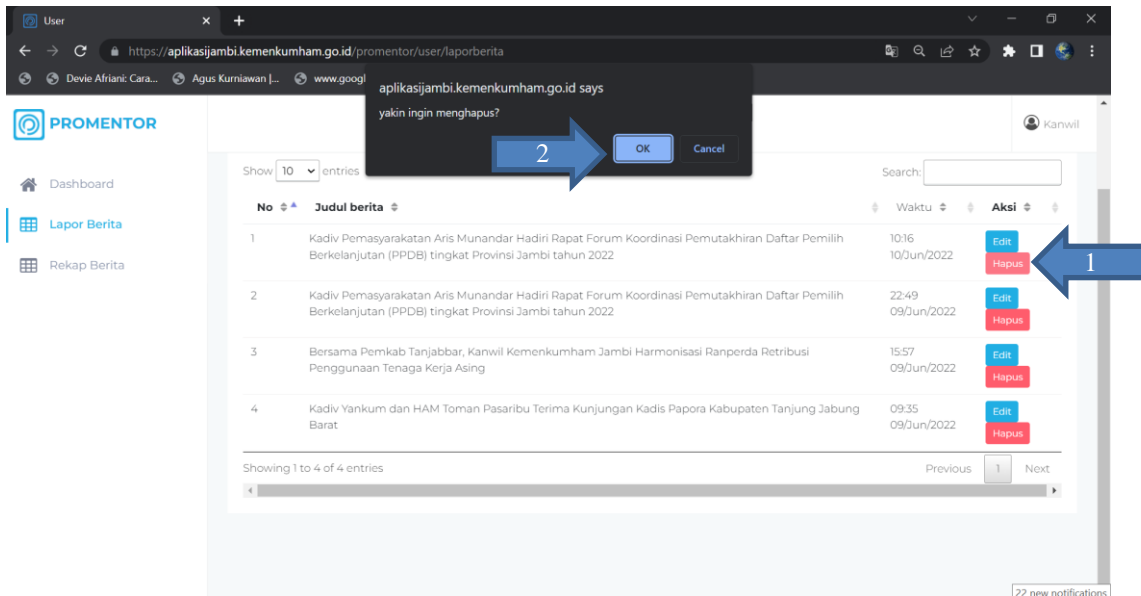 User
https://aplikasijambi.kemenkumham.go.id/promentor/user/laporberita
Devie Afriani: Cara...
Agus Kurniawan |...
www.googl
aplikasijambi.kemenkumham.go.id says
yakin ingin menghapus?
2
OK
Cancel
PROMENTOR
Kanwil
Dashboard
Lapor Berita
Rekap Berita
Show 10 entries
Search:
No Judul berita Waktu Aksi
1 Kadiv Pemasyarakatan Aris Munandar Hadiri Rapat Forum Koordinasi Pemutakhiran Daftar Pemilih 10:16 Edit
Berkelanjutan (PPDB) tingkat Provinsi Jambi tahun 2022 10/Jun/2022 Hapus
1
2 Kadiv Pemasyarakatan Aris Munandar Hadiri Rapat Forum Koordinasi Pemutakhiran Daftar Pemilih 22:49 Edit
Berkelanjutan (PPDB) tingkat Provinsi Jambi tahun 2022 09/Jun/2022 Hapus
3 Bersama Pemkab Tanjabbar, Kanwil Kemenkumham Jambi Harmonisasi Ranperda Retribusi 15:57 Edit
Penggunaan Tenaga Kerja Asing 09/Jun/2022 Hapus
4 Kadiv Yankum dan HAM Toman Pasaribu Terima Kunjungan Kadis Papora Kabupaten Tanjung Jabung 09:35 Edit
Barat 09/Jun/2022 Hapus
Showing 1 to 4 of 4 entries
Previous 1 Next
22 new notifications